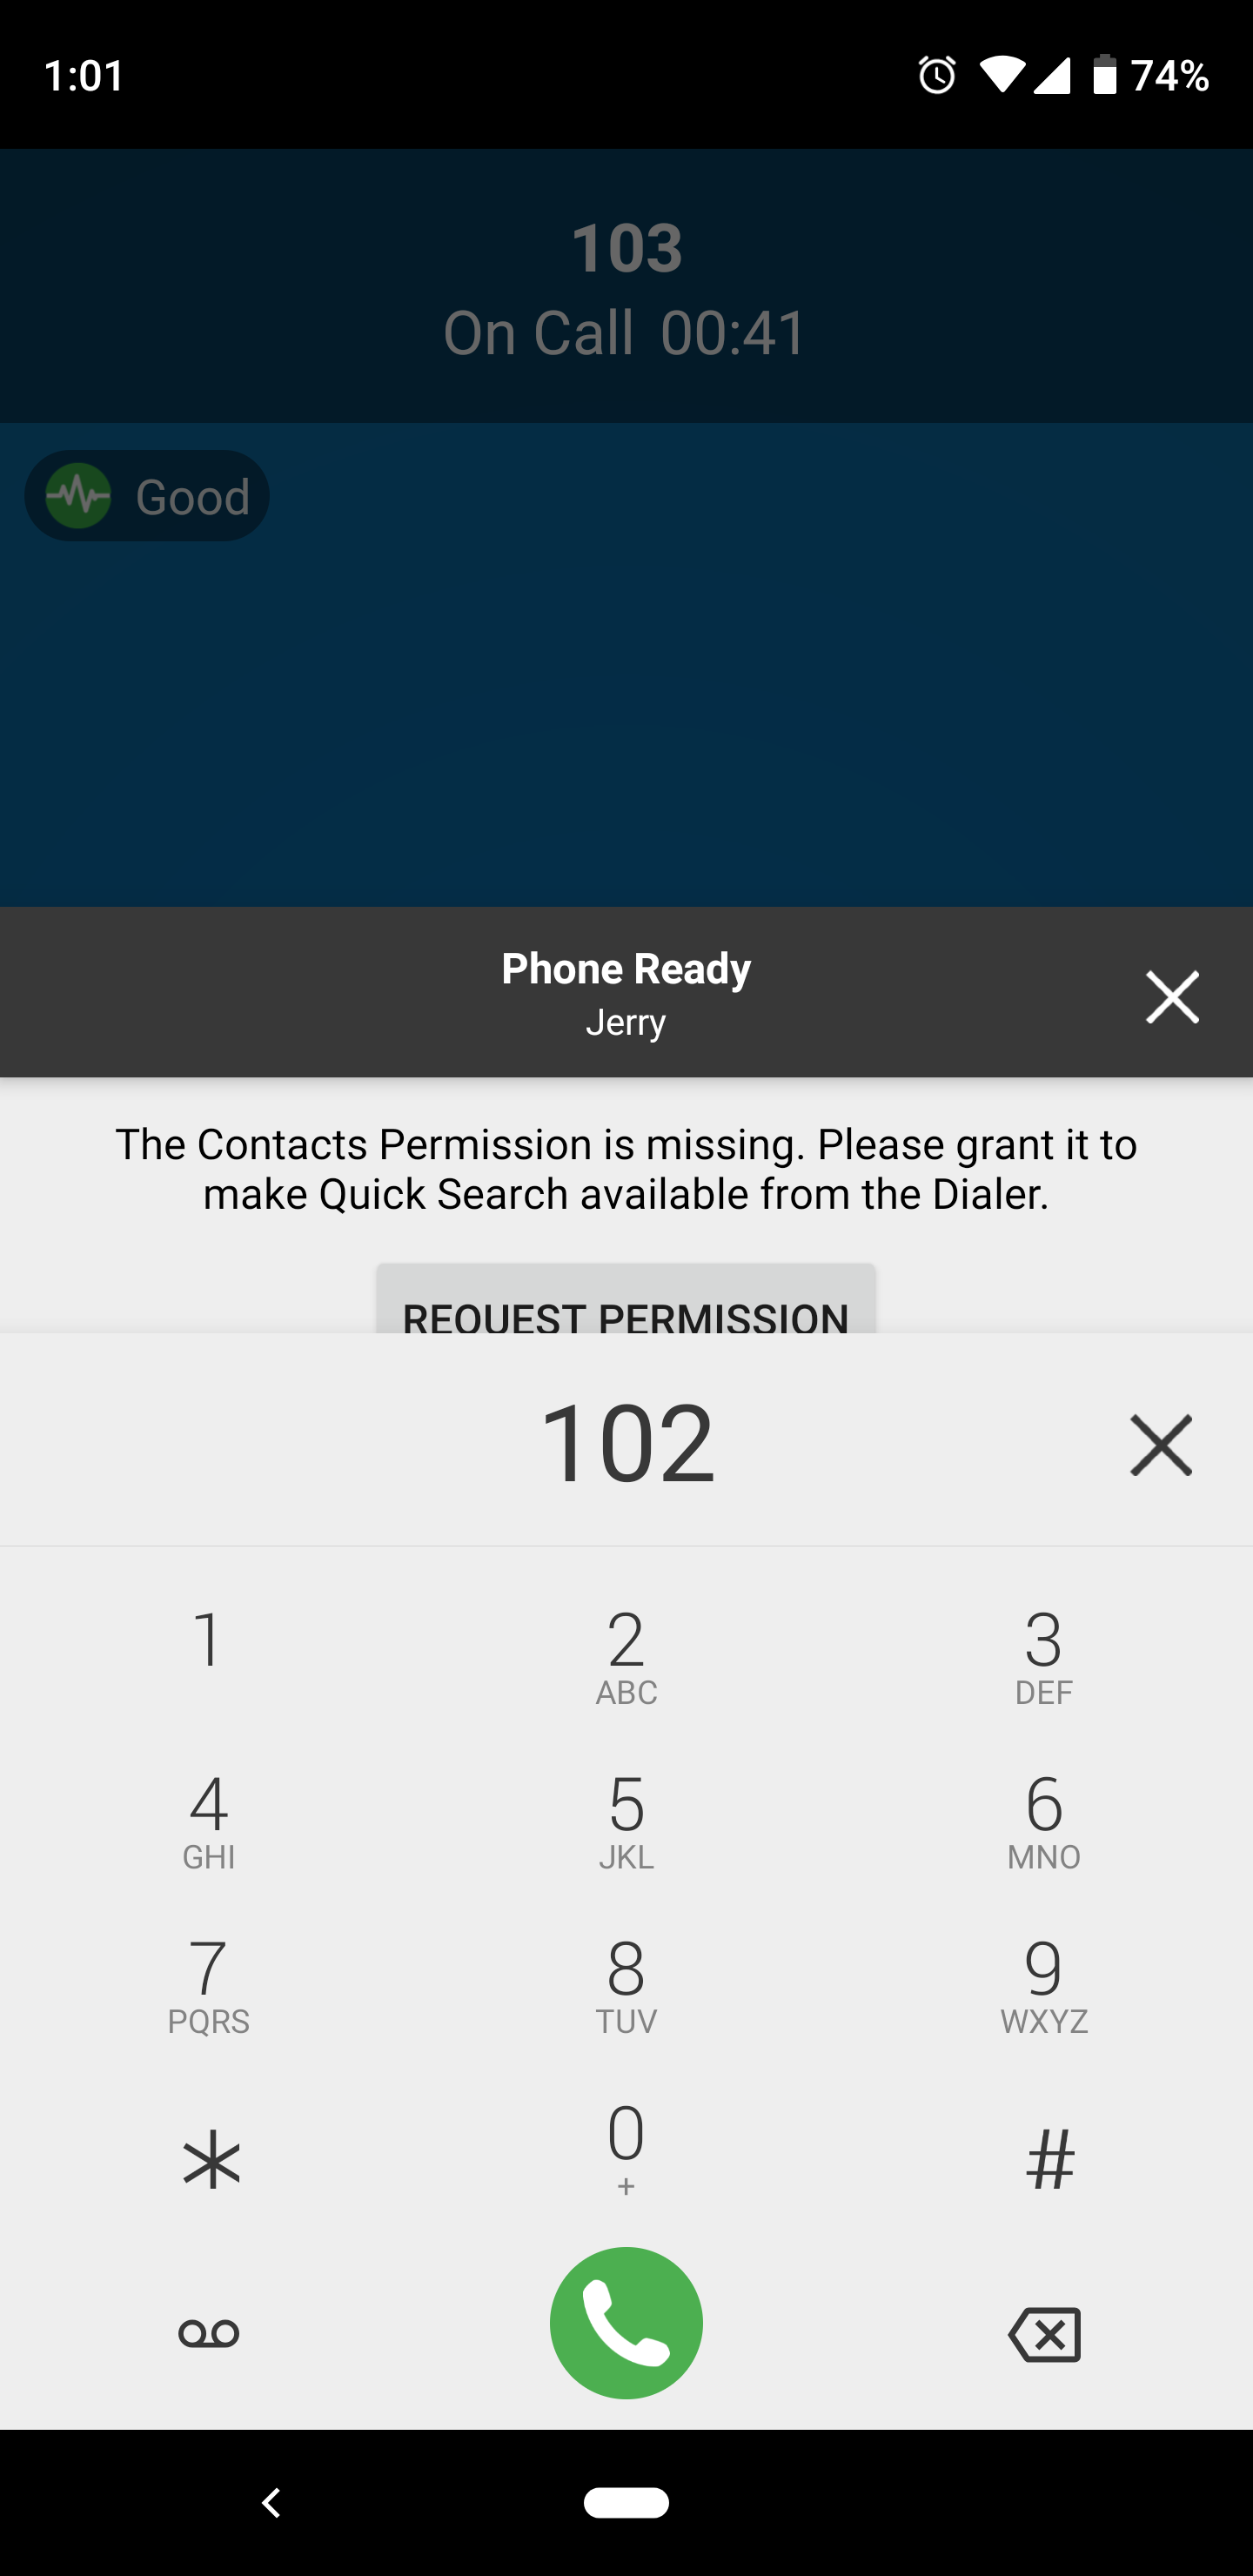 1:01 74%
103
On Call 00:41
Good
Phone Ready
Jerry
The Contacts Permission is missing. Please grant it to
make Quick Search available from the Dialer.
REQUEST PERMISSION
102
1 2 3
ABC DEF
4 5 6
GHI JKL MNO
7 8 9
PQRS TUV WXYZ
* 0 #
+